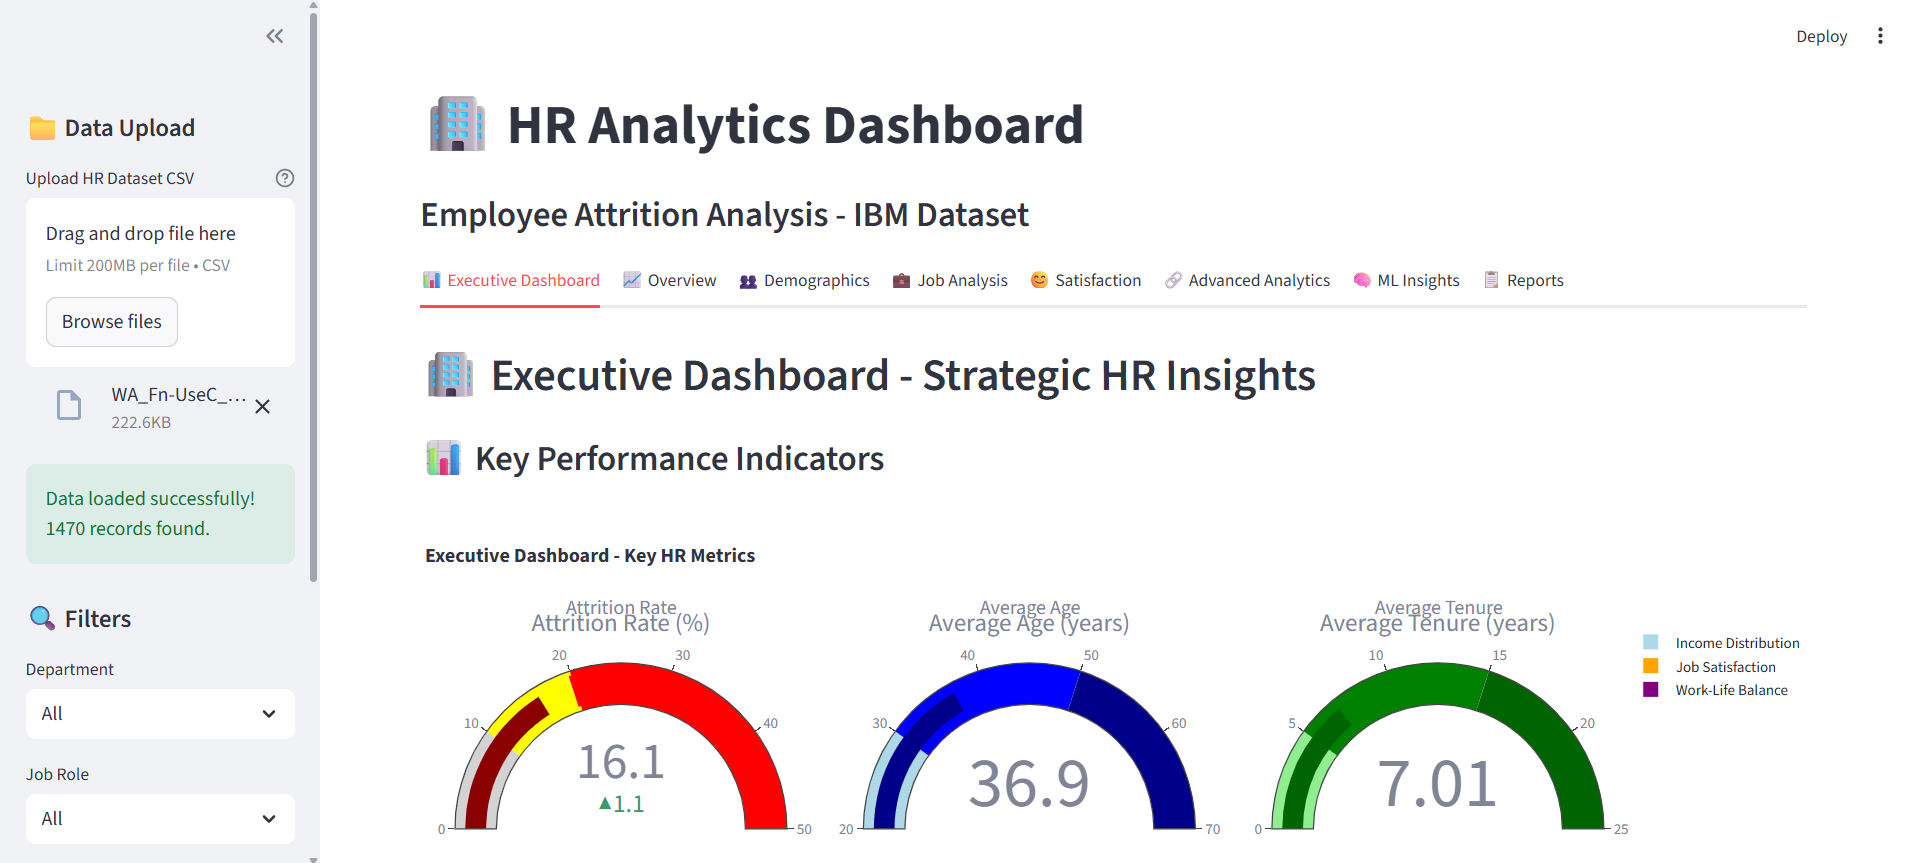 Deploy
Data Upload
Upload HR Dataset CSV
Drag and drop file here
Limit 200MB per file • CSV
Browse files
WA_Fn-UseC_...
222.6KB
Data loaded successfully!
1470 records found.
Filters
Department
All
Job Role
All
HR Analytics Dashboard
Employee Attrition Analysis - IBM Dataset
Executive Dashboard
Overview
Demographics
Job Analysis
Satisfaction
Advanced Analytics
ML Insights
Reports
Executive Dashboard - Strategic HR Insights
Key Performance Indicators
Executive Dashboard - Key HR Metrics
Attrition Rate
Attrition Rate (%)
0
10
20
30
40
50
16.1
▲1.1
Average Age
Average Age (years)
20
30
40
50
60
70
36.9
Average Tenure
Average Tenure (years)
0
5
10
15
20
25
7.01
Income Distribution
Job Satisfaction
Work-Life Balance